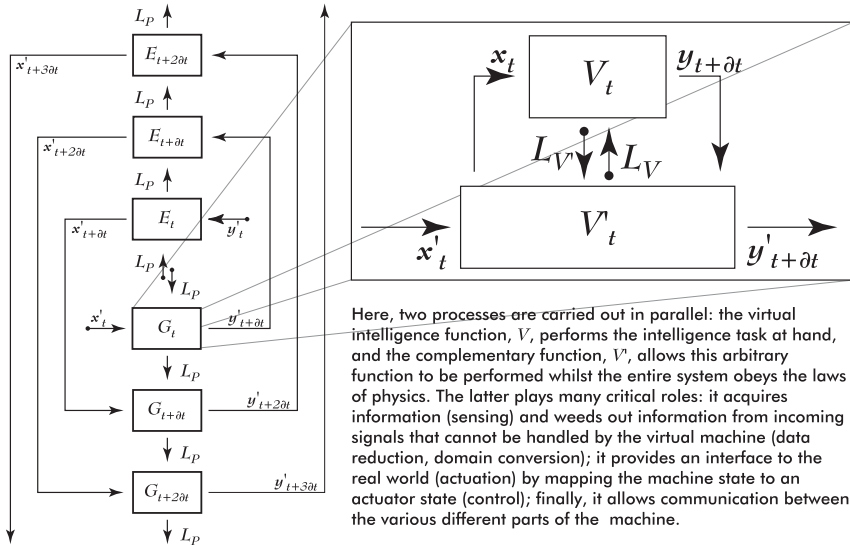 L_P
E_{t+2∂t}
x'_{t+3∂t}
L_P
E_{t+∂t}
x'_{t+2∂t}
L_P
E_t
x'_{t+∂t}
y'_t
L_P
L_P
x'_t
G_t
y'_{t+∂t}
L_P
G_{t+∂t}
y'_{t+2∂t}
L_P
G_{t+2∂t}
y'_{t+3∂t}
L_P
x_t
V_t
y_{t+∂t}
L_{V'}
L_V
x'_t
V'_t
y'_{t+∂t}
Here, two processes are carried out in parallel: the virtual
intelligence function, V, performs the intelligence task at hand,
and the complementary function, V', allows this arbitrary
function to be performed whilst the entire system obeys the laws
of physics. The latter plays many critical roles: it acquires
information (sensing) and weeds out information from incoming
signals that cannot be handled by the virtual machine (data
reduction, domain conversion); it provides an interface to the
real world (actuation) by mapping the machine state to an
actuator state (control); finally, it allows communication between
the various different parts of the machine.